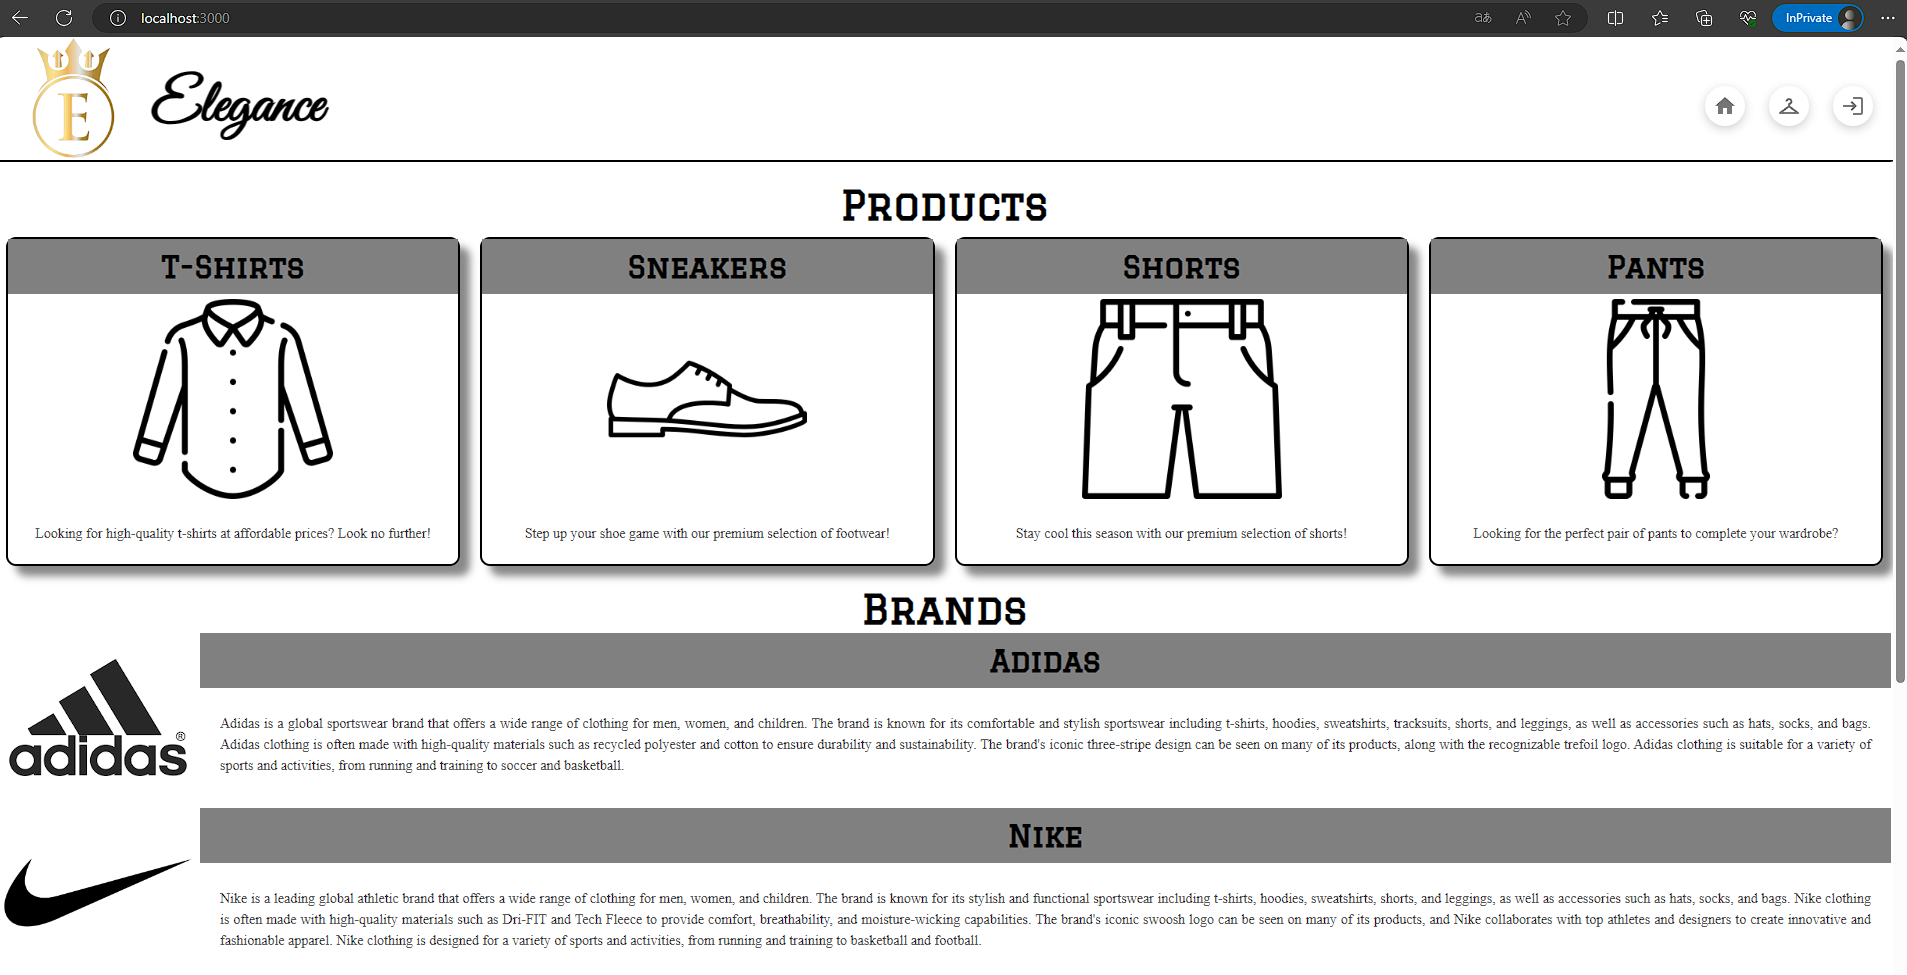 localhost:3000
InPrivate
E
Elegance
Products
T-Shirts
Sneakers
Shorts
Pants
Looking for high-quality t-shirts at affordable prices? Look no further!
Step up your shoe game with our premium selection of footwear!
Stay cool this season with our premium selection of shorts!
Looking for the perfect pair of pants to complete your wardrobe?
Brands
Adidas
adidas®
Adidas is a global sportswear brand that offers a wide range of clothing for men, women, and children. The brand is known for its comfortable and stylish sportswear including t-shirts, hoodies, sweatshirts, tracksuits, shorts, and leggings, as well as accessories such as hats, socks, and bags.
Adidas clothing is often made with high-quality materials such as recycled polyester and cotton to ensure durability and sustainability. The brand's iconic three-stripe design can be seen on many of its products, along with the recognizable trefoil logo. Adidas clothing is suitable for a variety of
sports and activities, from running and training to soccer and basketball.
Nike
Nike is a leading global athletic brand that offers a wide range of clothing for men, women, and children. The brand is known for its stylish and functional sportswear including t-shirts, hoodies, sweatshirts, shorts, and leggings, as well as accessories such as hats, socks, and bags. Nike clothing
is often made with high-quality materials such as Dri-FIT and Tech Fleece to provide comfort, breathability, and moisture-wicking capabilities. The brand's iconic swoosh logo can be seen on many of its products, and Nike collaborates with top athletes and designers to create innovative and
fashionable apparel. Nike clothing is designed for a variety of sports and activities, from running and training to basketball and football.